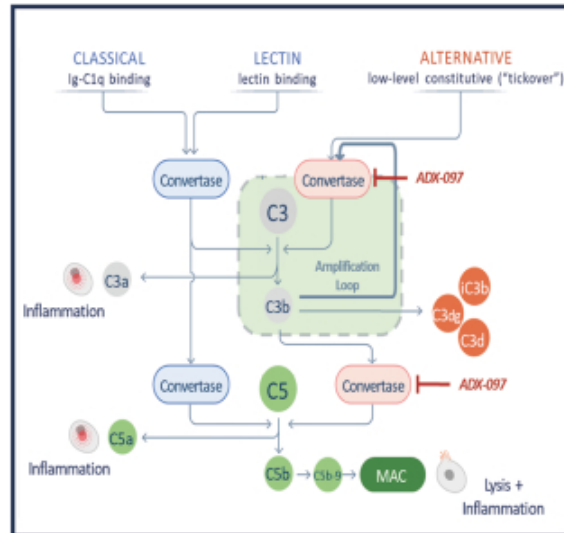 CLASSICAL
Ig-C1q binding
LECTIN
lectin binding
ALTERNATIVE
low-level constitutive ("tickover")
Convertase
Convertase
ADX-097
C3
Amplification
Loop
C3a
Inflammation
C3b
iC3b
C3dg
C3d
Convertase
C5
Convertase
ADX-097
C5a
Inflammation
C5b
C5b-9
MAC
Lysis +
Inflammation